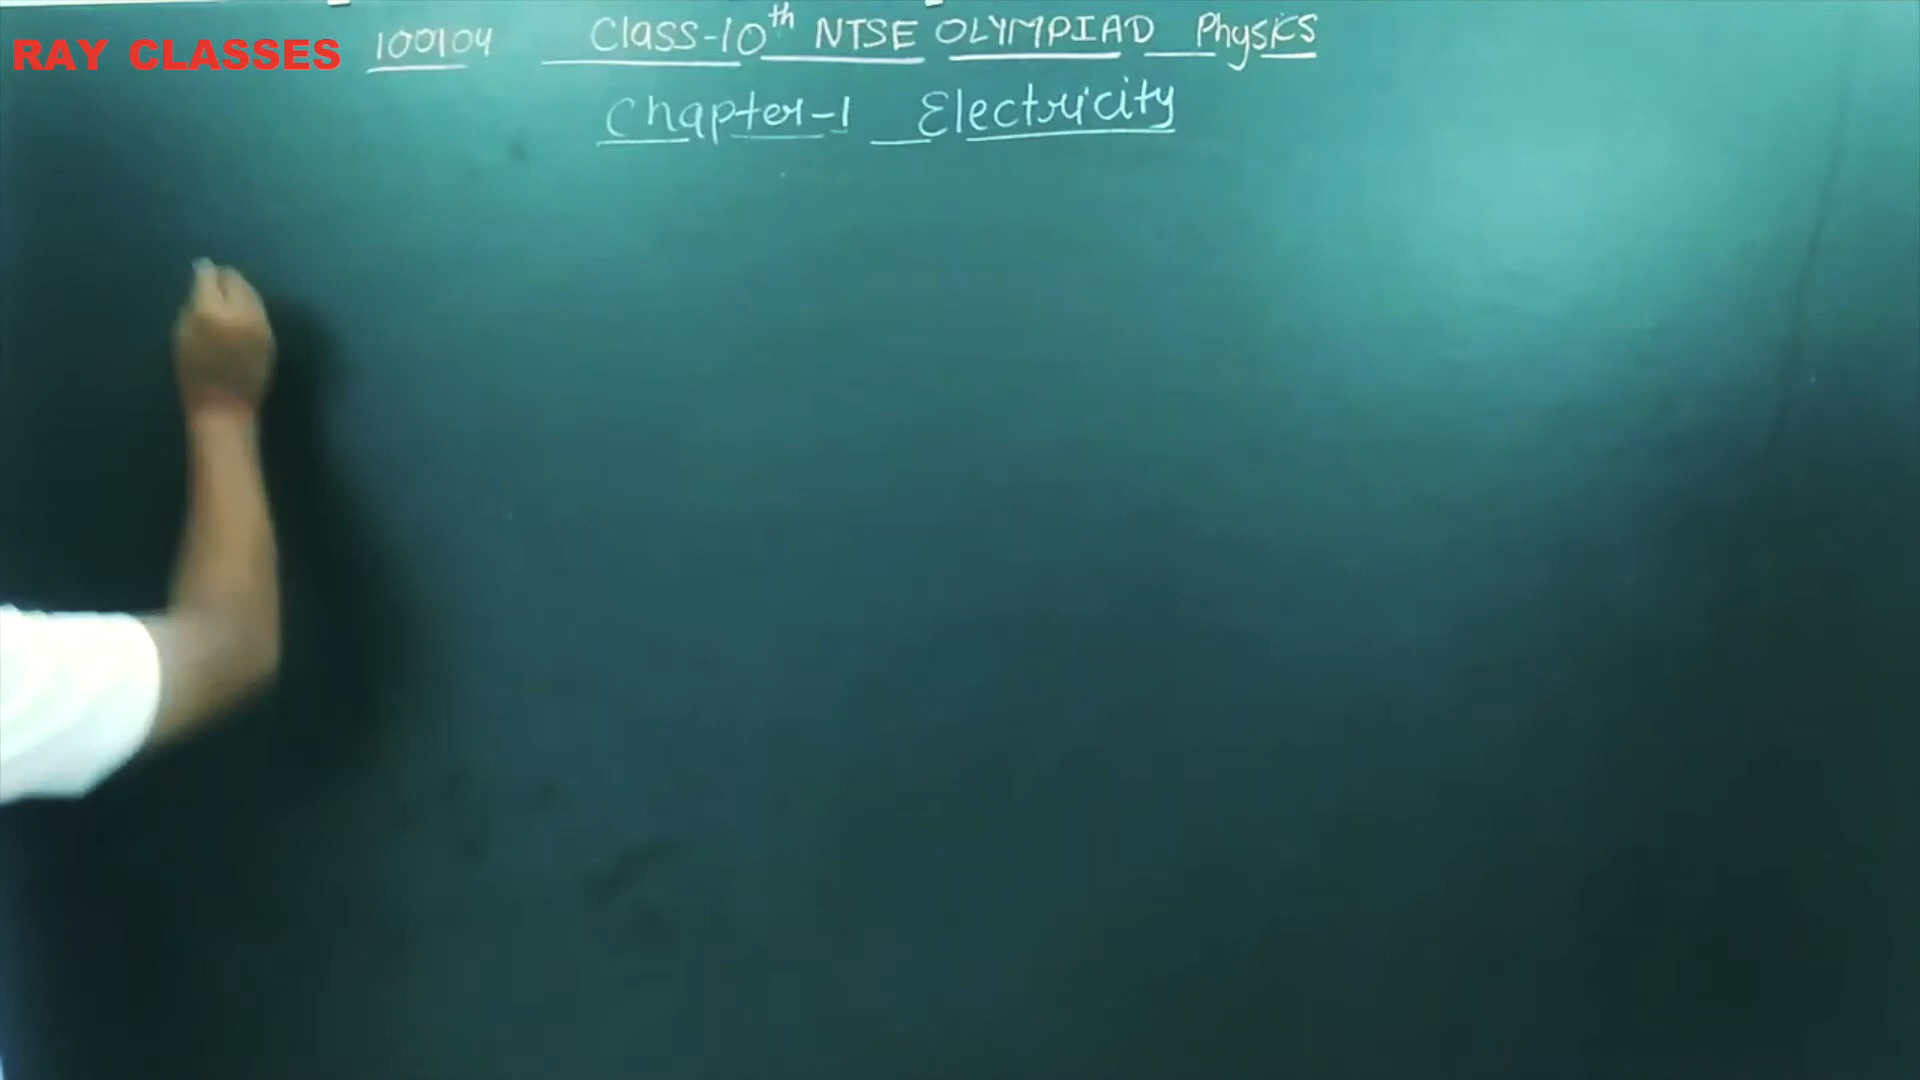 RAY CLASSES 100104 Class-10th NTSE OLYMPIAD Physics
Chapter-1 Electricity